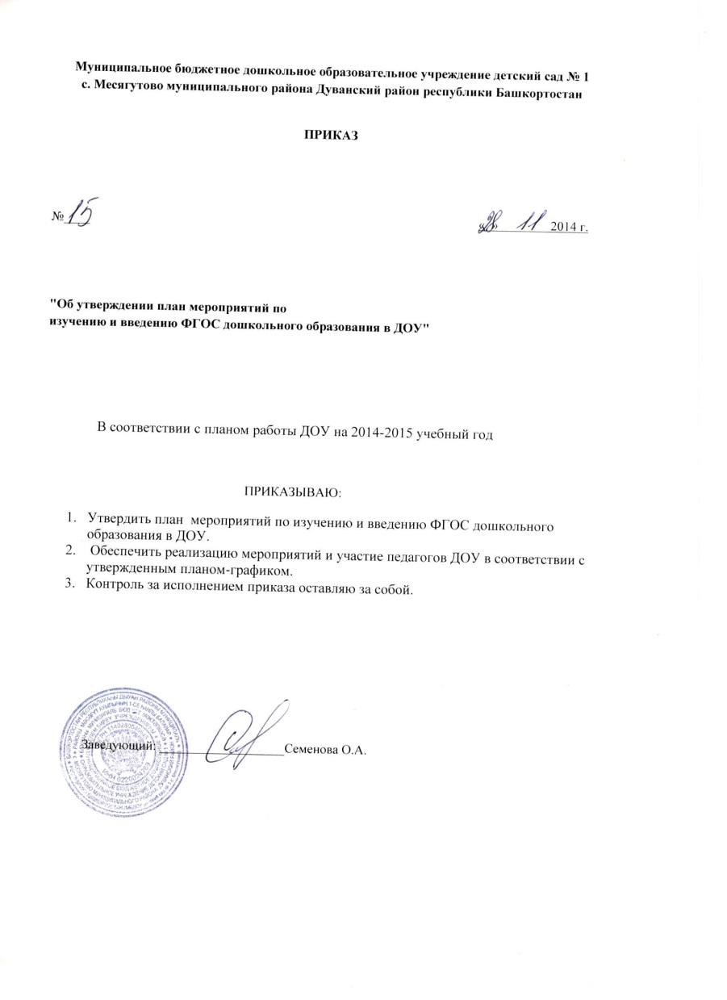 Муниципальное бюджетное дошкольное образовательное учреждение детский сад № 1
с. Месягутово муниципального района Дуванский район республики Башкортостан
ПРИКАЗ
№ 15
«28» 11 2014 г.
"Об утверждении план мероприятий по
изучению и введению ФГОС дошкольного образования в ДОУ"
В соответствии с планом работы ДОУ на 2014-2015 учебный год
ПРИКАЗЫВАЮ:
1. Утвердить план мероприятий по изучению и введению ФГОС дошкольного
образования в ДОУ.
2. Обеспечить реализацию мероприятий и участие педагогов ДОУ в соответствии с
утвержденным планом-графиком.
3. Контроль за исполнением приказа оставляю за собой.
Заведующий: Семенова О.А.